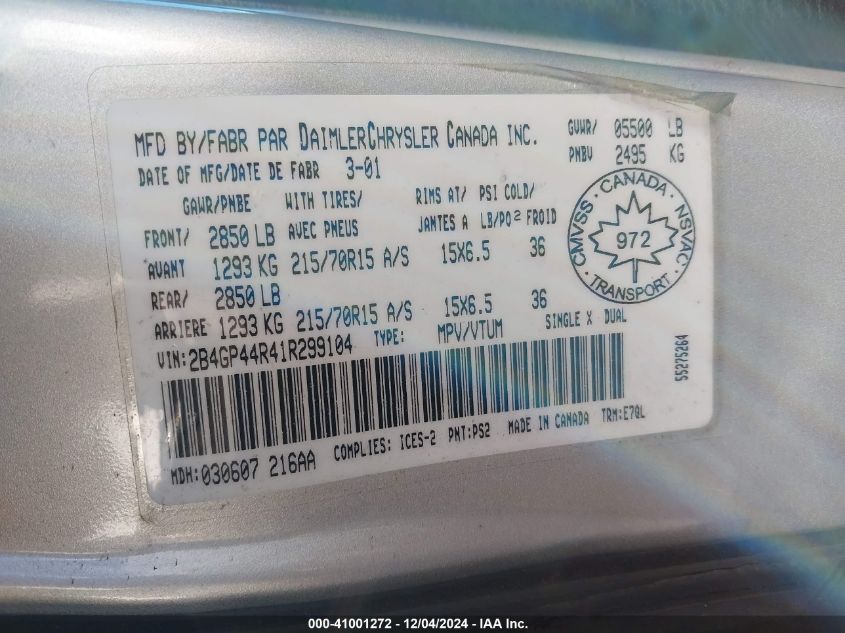 MFD BY/FABR PAR DAIMLERCHRYSLER CANADA INC. GVWR/ 05500 LB
DATE OF MFG/DATE DE FABR 3-01 PNBV 2495 KG
GAWR/PNBE WITH TIRES/ RIMS AT/ PSI COLD/
FRONT/ 2850 LB AVEC PNEUS JANTES A LB/PO² FROID
AVANT 1293 KG 215/70R15 A/S 15X6.5 36
REAR/ 2850 LB
ARRIERE 1293 KG 215/70R15 A/S 15X6.5 36
VIN: 2B4GP44R41R299104 TYPE: MPV/VTUM SINGLE X DUAL
CMVSS · CANADA · NSVAC · TRANSPORT ·
972
55275264
MDH: 030607 216AA COMPLIES: ICES-2 PNT:PS2 MADE IN CANADA TRM:E7QL
000-41001272 - 12/04/2024 - IAA Inc.